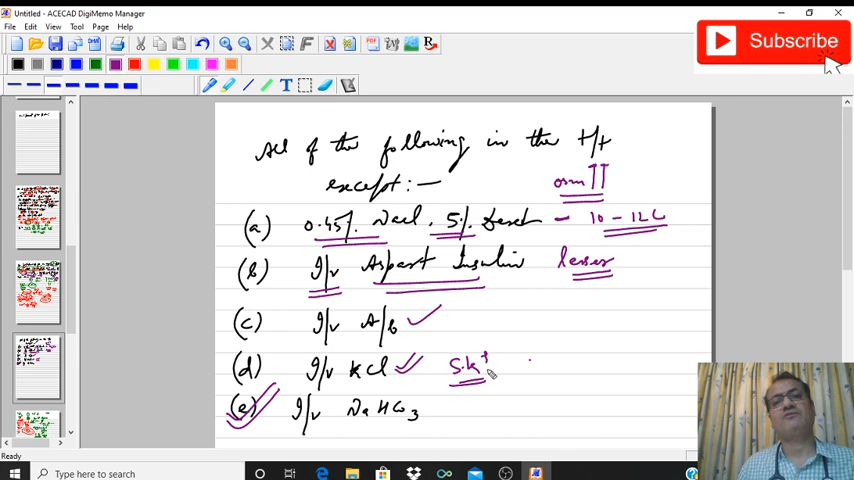 Untitled - ACECAD DigiMemo Manager
File Edit View Tool Page Help
Subscribe
All of the following in the t/t
except:—
osm ↑↑
(a) 0.45%. Nacl, 5%. Dext — 10-12L
(b) I/v Aspart Insulin lesser
(c) I/v A/b ✓
(d) I/v KCl ✓ S.K+
(e) I/v NaHCO3
Ready
Type here to search